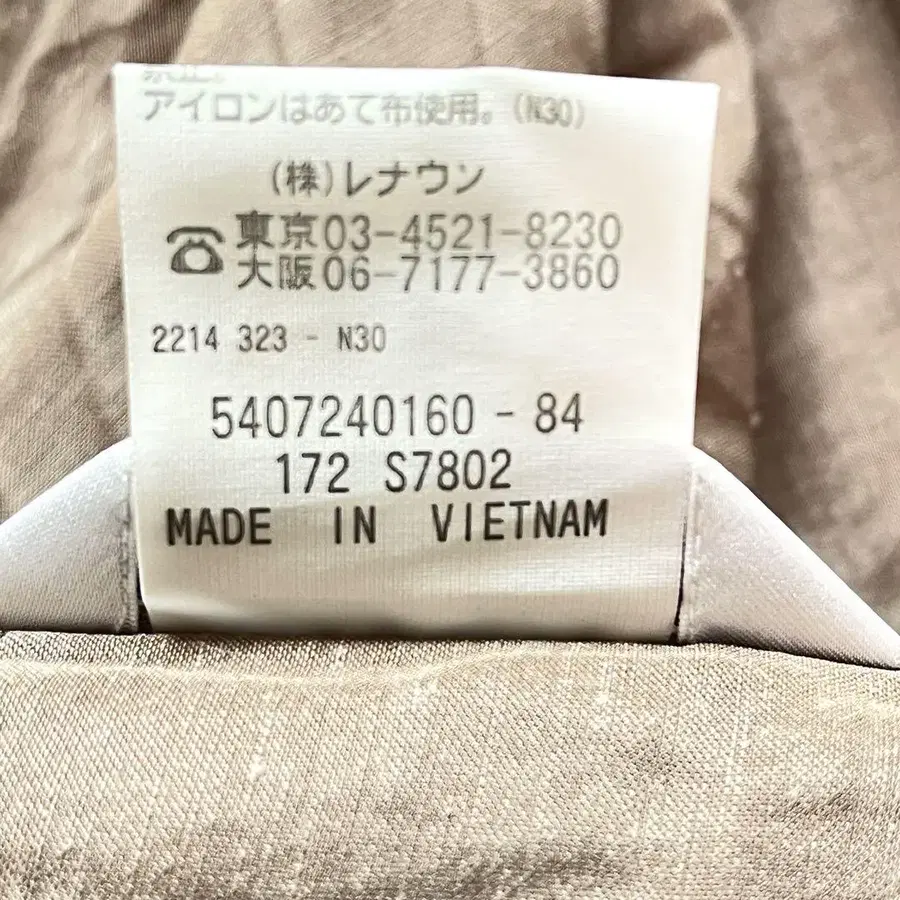 アイロンはあて布使用。(N30)
(株)レナウン
☎東京03-4521-8230
大阪06-7177-3860
2214 323 - N30
5407240160 - 84
172 S7802
MADE IN VIETNAM